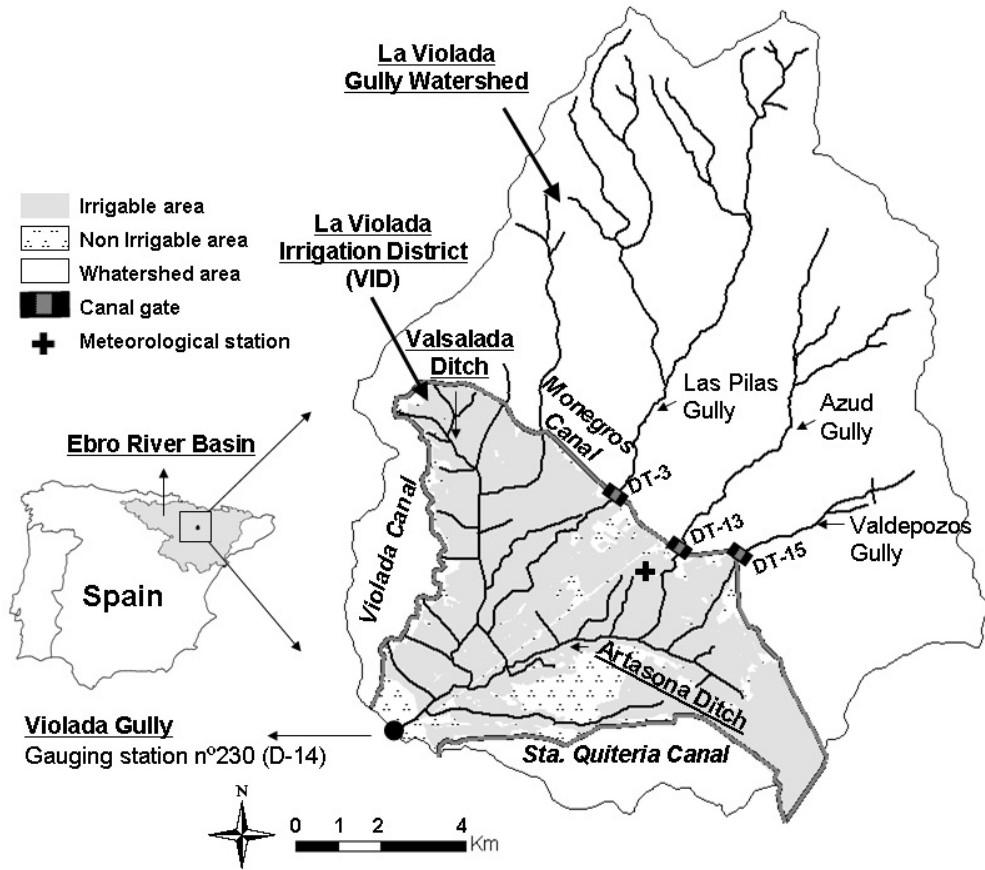 La Violada
Gully Watershed
Irrigable area
Non Irrigable area
Whatershed area
Canal gate
Meteorological station
La Violada
Irrigation District
(VID)
Valsalada
Ditch
Monegros
Canal
Las Pilas
Gully
Azud
Gully
Ebro River Basin
DT-3
DT-13
DT-15
Valdepozos
Gully
Violada Canal
Spain
Artasona Ditch
Violada Gully
Gauging station nº230 (D-14)
Sta. Quiteria Canal
N
0 1 2 4
Km